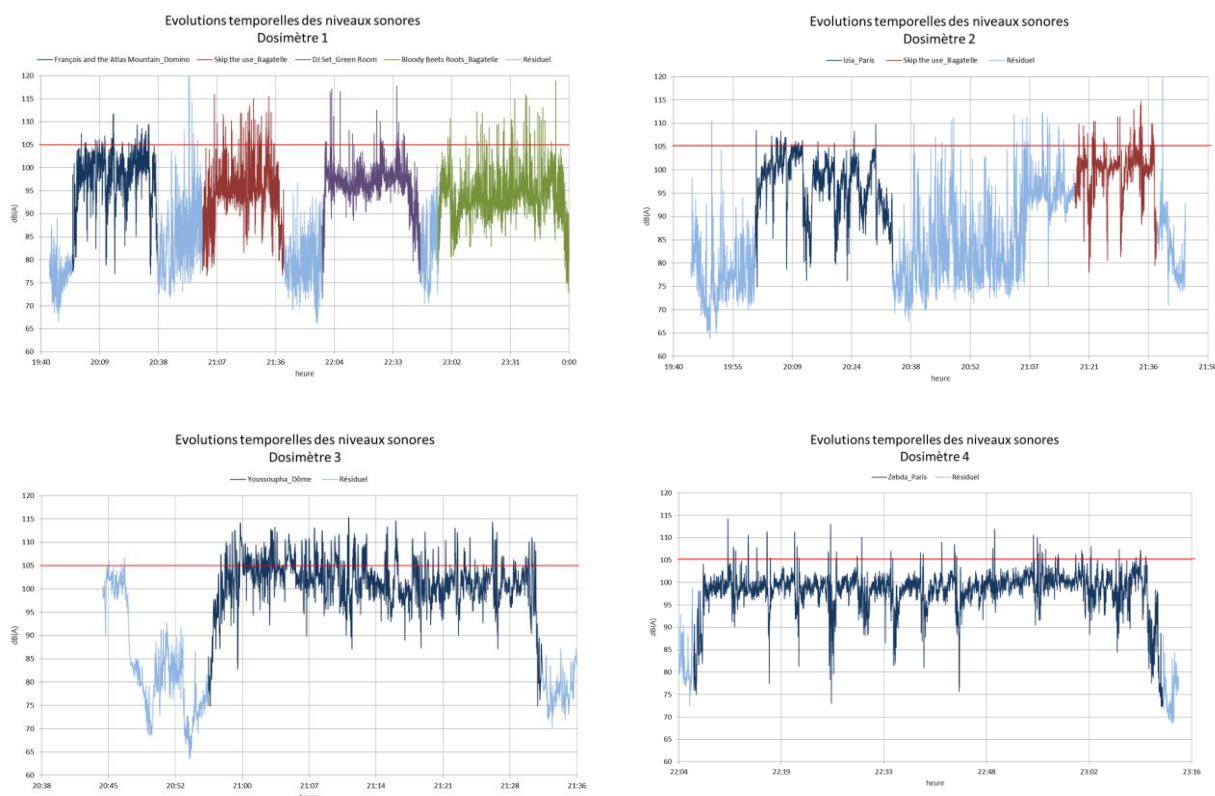 Evolutions temporelles des niveaux sonores
Dosimètre 1
François and the Atlas Mountain_Domino Skip the use_Bagatelle DJ Set_Green Room Bloody Beets Roots_Bagatelle Résiduel
120
115
110
105
100
95
90
85
80
75
70
65
60
dB(A)
19:40 20:09 20:38 21:07 21:36 22:04 22:33 23:02 23:31 0:00
heure
Evolutions temporelles des niveaux sonores
Dosimètre 2
Izia_Paris Skip the use_Bagatelle Résiduel
120
115
110
105
100
95
90
85
80
75
70
65
60
dB(A)
19:40 19:55 20:09 20:24 20:38 20:52 21:07 21:21 21:36 21:50
heure
Evolutions temporelles des niveaux sonores
Dosimètre 3
Youssoupha_Dôme Résiduel
120
115
110
105
100
95
90
85
80
75
70
65
60
dB(A)
20:38 20:45 20:52 21:00 21:07 21:14 21:21 21:28 21:36
heure
Evolutions temporelles des niveaux sonores
Dosimètre 4
Zebda_Paris Résiduel
120
115
110
105
100
95
90
85
80
75
70
65
60
dB(A)
22:04 22:19 22:33 22:48 23:02 23:16
heure